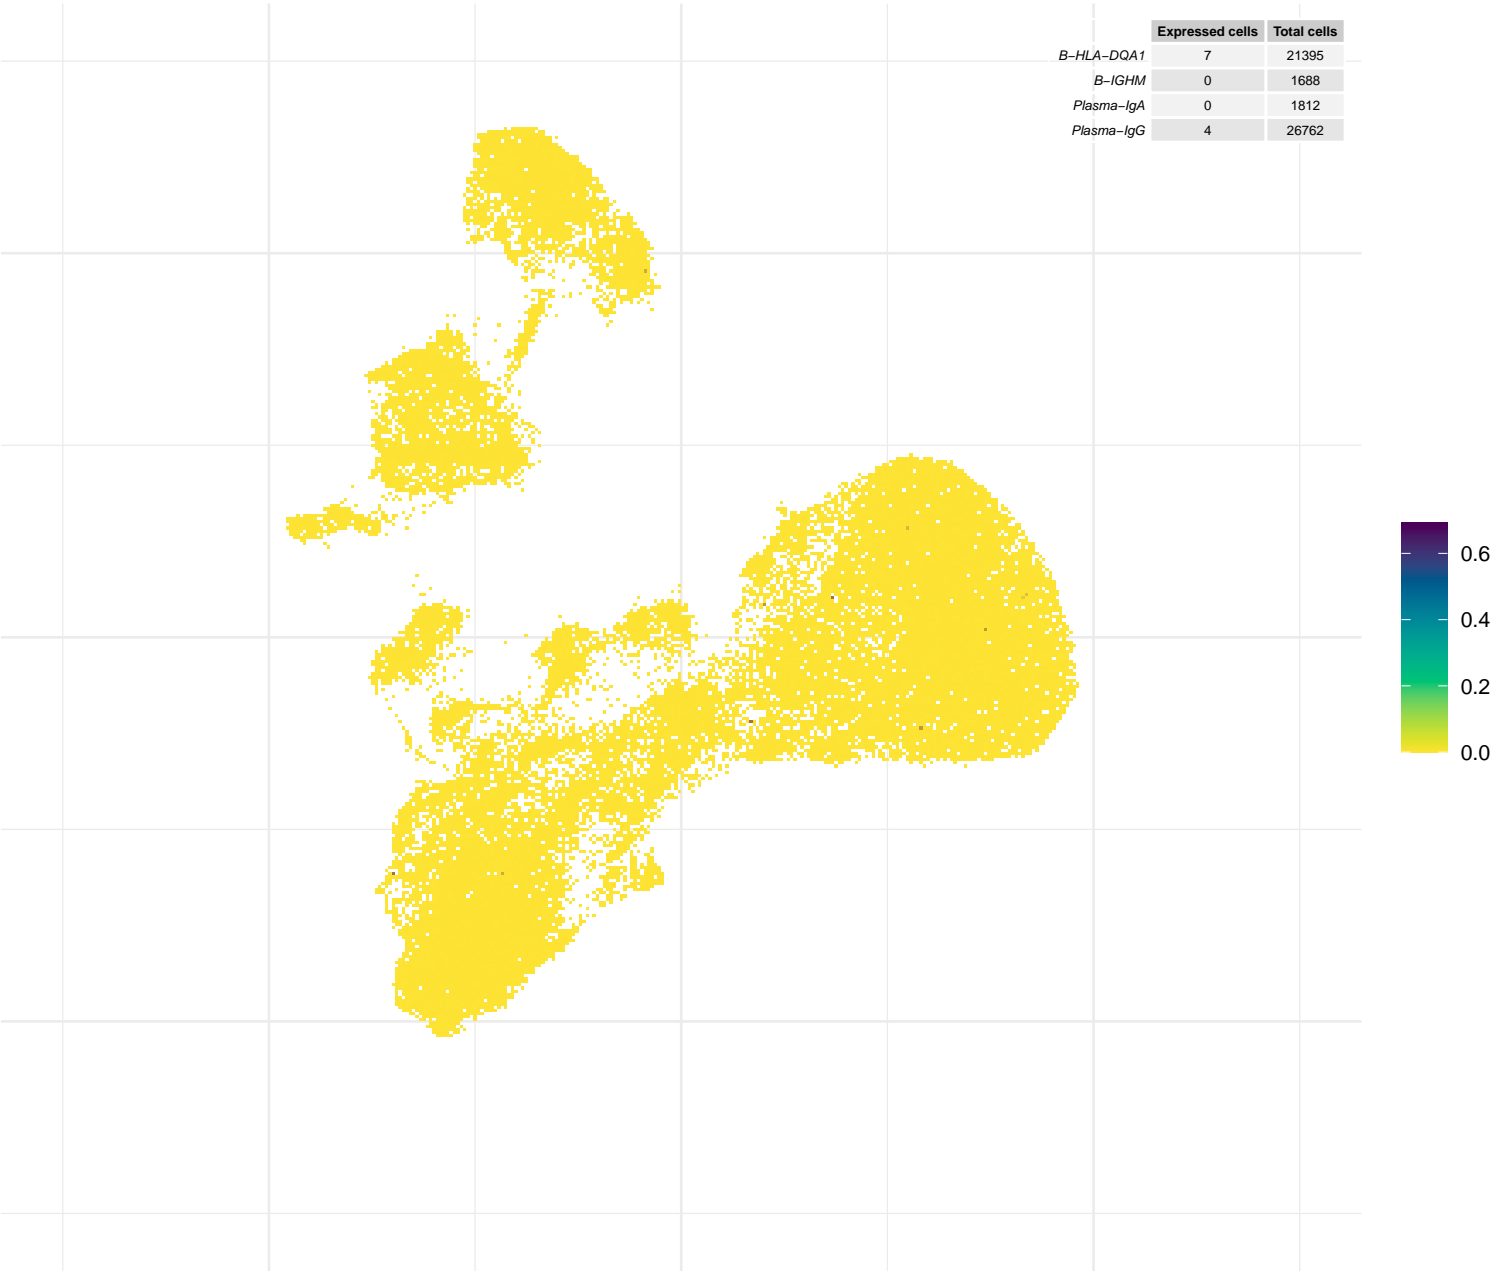 Expressed cells Total cells
B−HLA−DQA1 7 21395
B−IGHM 0 1688
Plasma−IgA 0 1812
Plasma−IgG 4 26762
0.6
0.4
0.2
0.0